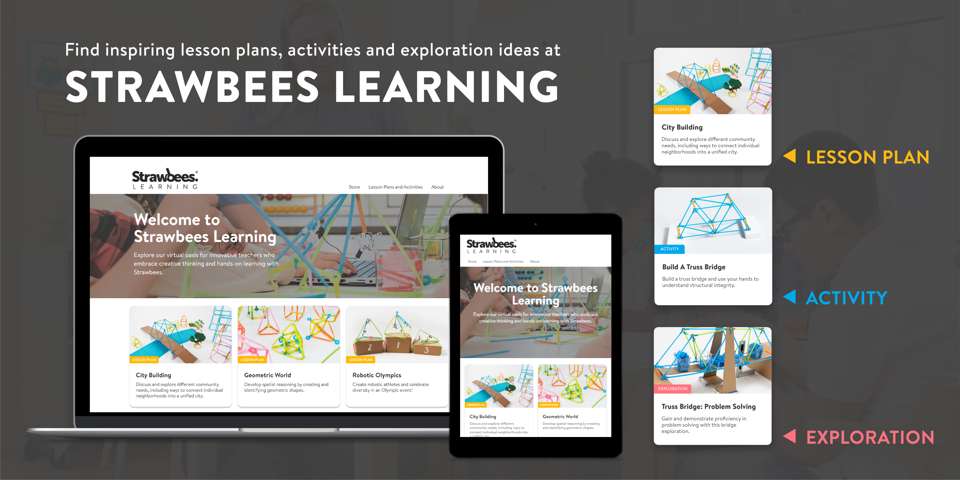 Find inspiring lesson plans, activities and exploration ideas at
STRAWBEES LEARNING
Strawbees.
LEARNING
Store Lesson Plans and Activities About
Welcome to
Strawbees Learning
Explore our virtual oasis for innovative teachers who
embrace creative thinking and hands-on learning with
Strawbees.
LESSON PLAN
City Building
Discuss and explore different community
needs, including ways to connect individual
neighborhoods into a unified city.
LESSON PLAN
Geometric World
Develop spatial reasoning by creating and
identifying geometric shapes.
2 1 3
LESSON PLAN
Robotic Olympics
Create robotic athletes and celebrate
diversity in an Olympic event!
Strawbees.
LEARNING
Store Lesson Plans and Activities About
Welcome to Strawbees
Learning
Explore our virtual oasis for innovative teachers who embrace
creative thinking and hands-on learning with Strawbees.
City Building
Discuss and explore different community
needs, including ways to connect
individual neighborhoods into
Geometric World
Develop spatial reasoning by creating
and identifying geometric shapes.
LESSON PLAN
City Building
Discuss and explore different community
needs, including ways to connect individual
neighborhoods into a unified city.
LESSON PLAN
ACTIVITY
Build A Truss Bridge
Build a truss bridge and use your hands to
understand structural integrity.
ACTIVITY
EXPLORATION
Truss Bridge: Problem Solving
Gain and demonstrate proficiency in
problem solving with this bridge
exploration.
EXPLORATION